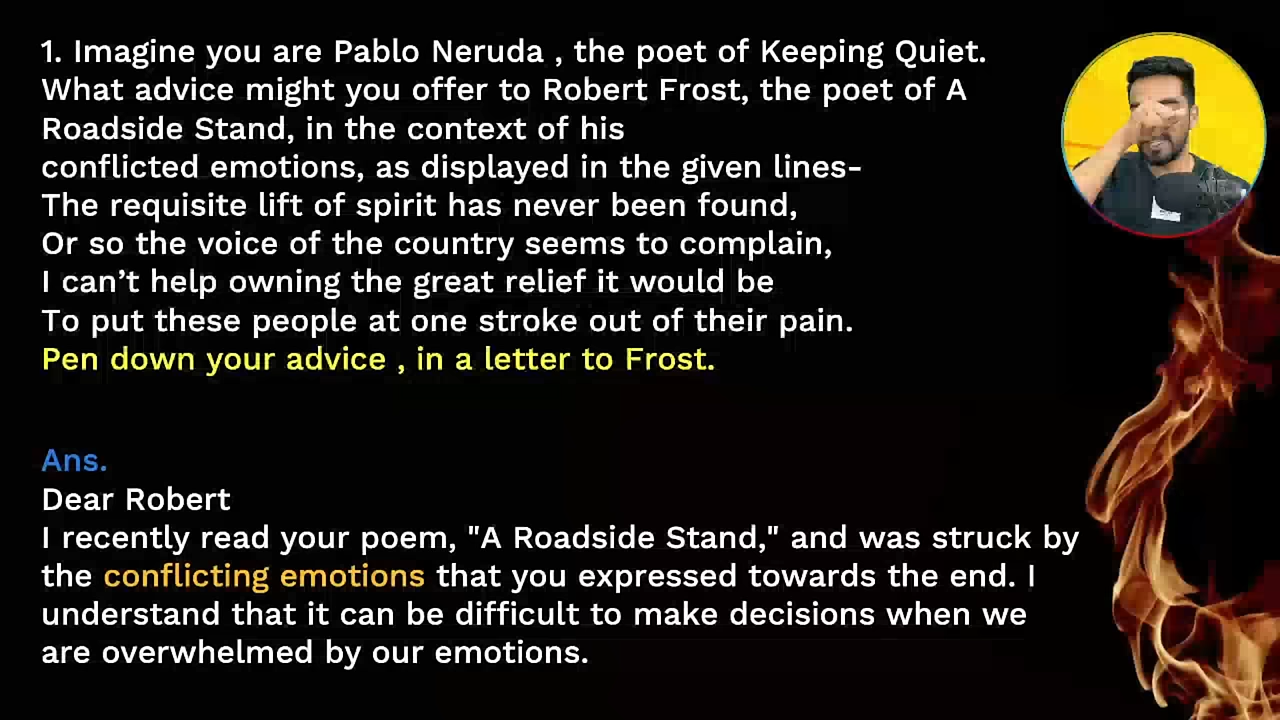 1. Imagine you are Pablo Neruda , the poet of Keeping Quiet.
What advice might you offer to Robert Frost, the poet of A
Roadside Stand, in the context of his
conflicted emotions, as displayed in the given lines-
The requisite lift of spirit has never been found,
Or so the voice of the country seems to complain,
I can’t help owning the great relief it would be
To put these people at one stroke out of their pain.
Pen down your advice , in a letter to Frost.
Ans.
Dear Robert
I recently read your poem, "A Roadside Stand," and was struck by
the conflicting emotions that you expressed towards the end. I
understand that it can be difficult to make decisions when we
are overwhelmed by our emotions.